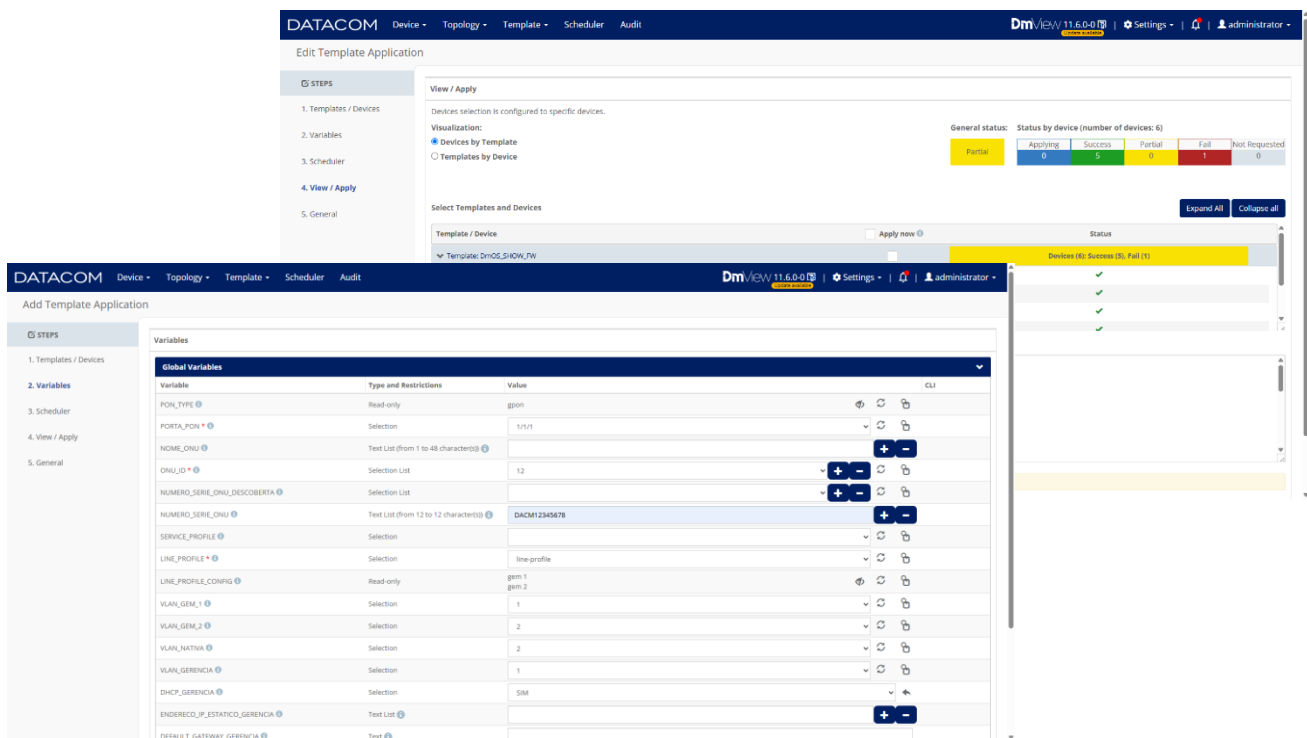 DATACOM Device Topology Template Scheduler Audit DmView 11.6.0-0 Settings administrator
Update available
Edit Template Application
STEPS
1. Templates / Devices
2. Variables
3. Scheduler
4. View / Apply
5. General
View / Apply
Devices selection is configured to specific devices.
Visualization:
Devices by Template
Templates by Device
General status:
Partial
Status by device (number of devices: 6)
Applying Success Partial Fail Not Requested
0 5 0 1 0
Select Templates and Devices
Expand All Collapse all
Template / Device Apply now Status
Template: DmOS_SHOW_FW Devices (6): Success (5), Fail (1)
DATACOM Device Topology Template Scheduler Audit DmView 11.6.0-0 Settings administrator
Update available
Add Template Application
STEPS
1. Templates / Devices
2. Variables
3. Scheduler
4. View / Apply
5. General
Variables
Global Variables
Variable Type and Restrictions Value CLI
PON_TYPE Read-only gpon
PORTA_PON * Selection 1/1/1
NOME_ONU Text List (from 1 to 48 character(s))
ONU_ID * Selection List 12
NUMERO_SERIE_ONU_DESCOBERTA Selection List
NUMERO_SERIE_ONU Text List (from 12 to 12 character(s)) DACM12345678
SERVICE_PROFILE Selection
LINE_PROFILE * Selection line-profile
LINE_PROFILE_CONFIG Read-only gem 1
gem 2
VLAN_GEM_1 Selection 1
VLAN_GEM_2 Selection 2
VLAN_NATIVA Selection 2
VLAN_GERENCIA Selection 1
DHCP_GERENCIA Selection SIM
ENDERECO_IP_ESTATICO_GERENCIA Text List
DEFAULT_GATEWAY_GERENCIA Text